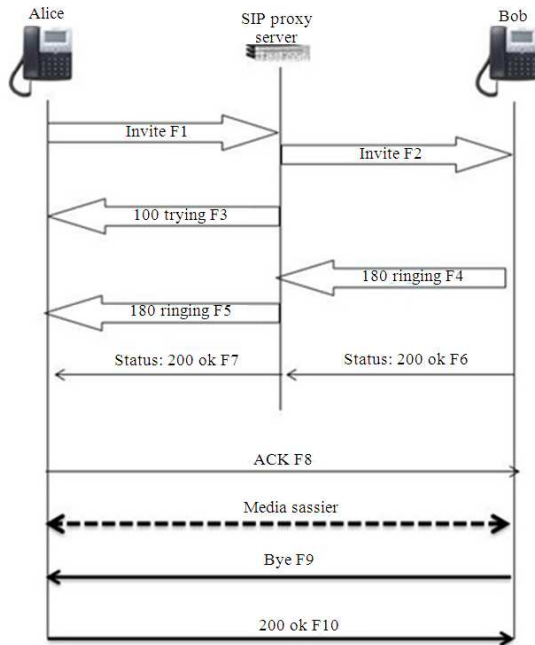 Alice
SIP proxy
server
Bob
Invite F1
Invite F2
100 trying F3
180 ringing F4
180 ringing F5
Status: 200 ok F7
Status: 200 ok F6
ACK F8
Media sassier
Bye F9
200 ok F10